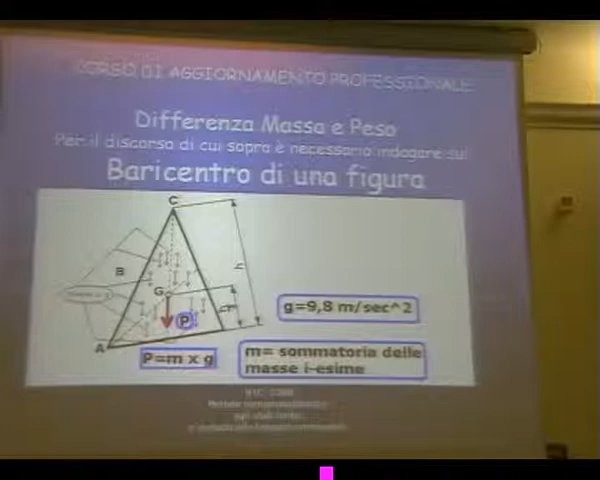 CORSO DI AGGIORNAMENTO PROFESSIONALE
Differenza Massa e Peso
Per il discorso di cui sopra è necessario indagare sul
Baricentro di una figura
C
B
h
G
P
A
g=9,8 m/sec^2
P=m x g
m= sommatoria delle
masse i-esime